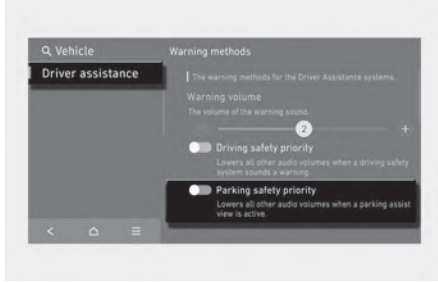 Vehicle
Driver assistance
Warning methods
The warning methods for the Driver Assistance systems.
Warning volume
The volume of the warning sound.
2
+
Driving safety priority
Lowers all other audio volumes when a driving safety
system sounds a warning.
Parking safety priority
Lowers all other audio volumes when a parking assist
view is active.